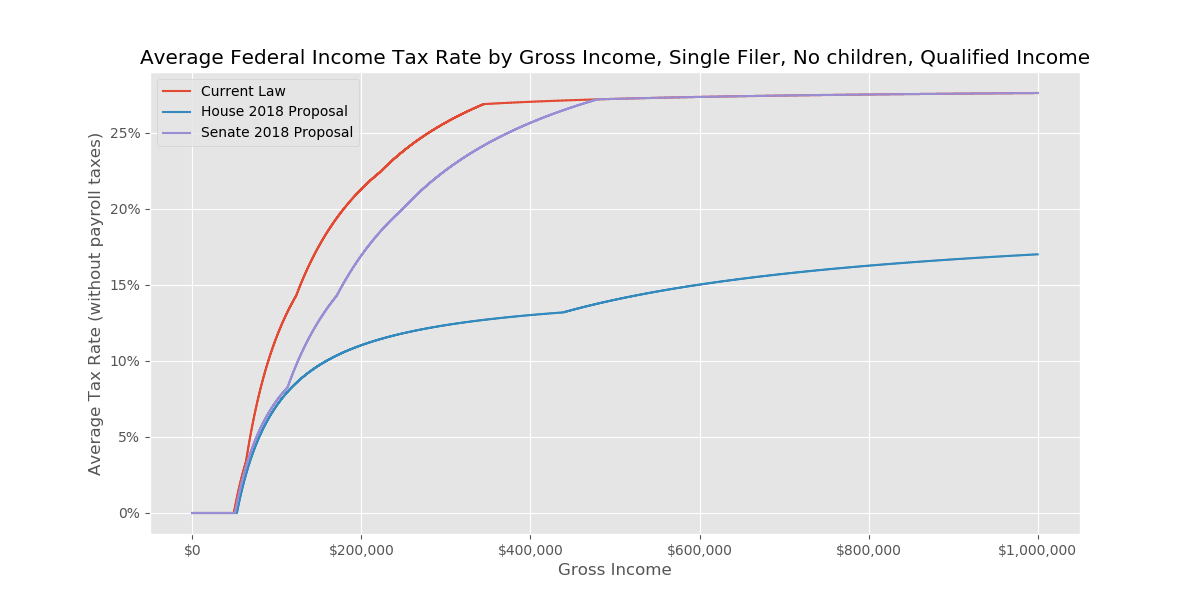 Average Federal Income Tax Rate by Gross Income, Single Filer, No children, Qualified Income
Current Law
House 2018 Proposal
Senate 2018 Proposal
25%
20%
15%
10%
5%
0%
Average Tax Rate (without payroll taxes)
$0
$200,000
$400,000
$600,000
$800,000
$1,000,000
Gross Income